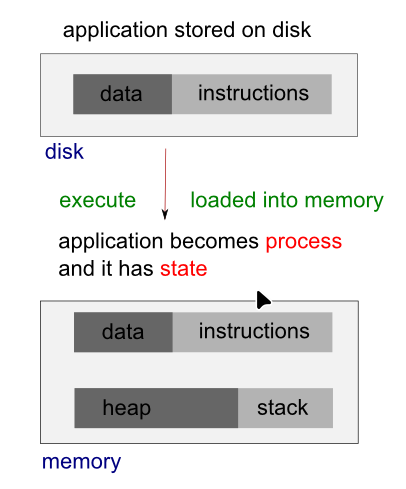 application stored on disk
data instructions
disk
execute loaded into memory
application becomes process
and it has state
data instructions
heap stack
memory